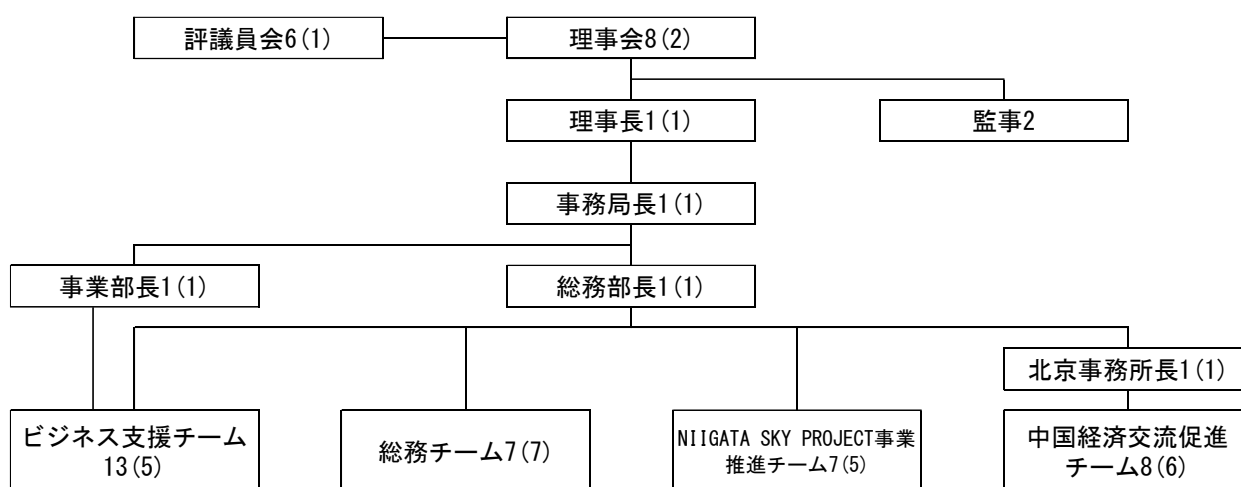 評議員会6(1)
理事会8(2)
理事長1(1)
監事2
事務局長1(1)
事業部長1(1)
総務部長1(1)
北京事務所長1(1)
ビジネス支援チーム
13(5)
総務チーム7(7)
NIIGATA SKY PROJECT事業
推進チーム7(5)
中国経済交流促進
チーム8(6)